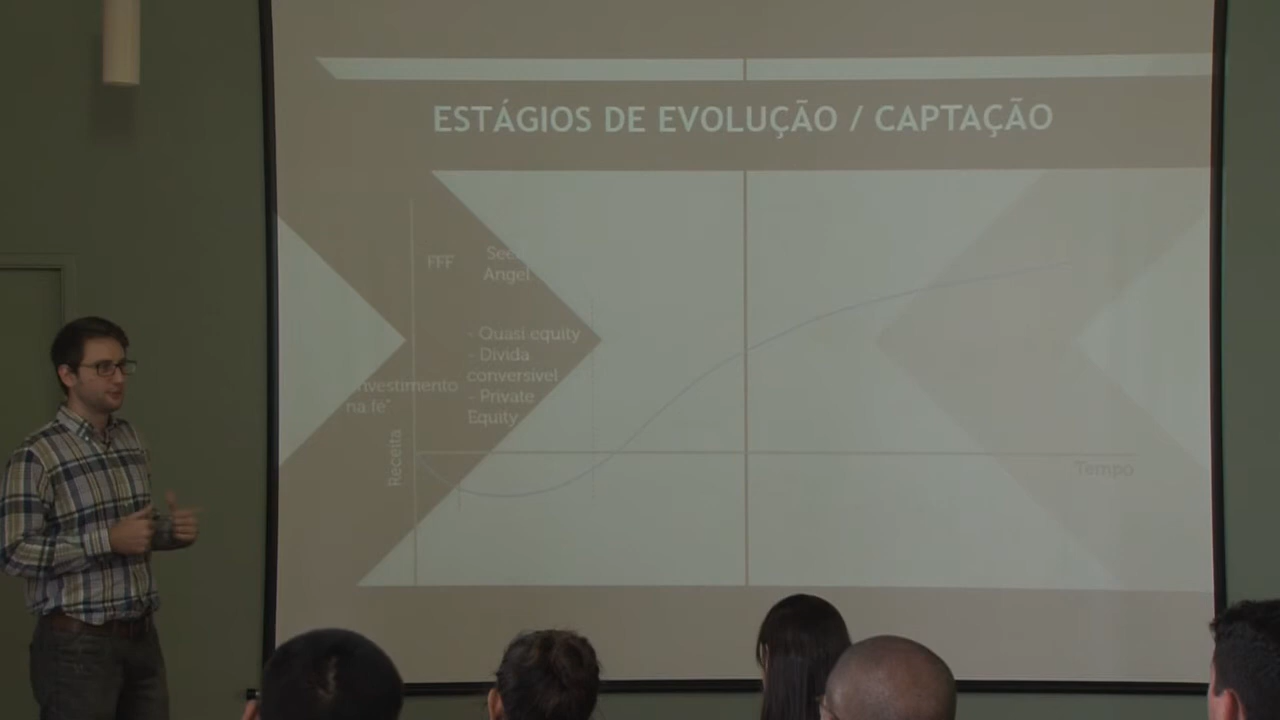 ESTÁGIOS DE EVOLUÇÃO / CAPTAÇÃO
FFF
Angel
- Quasi equity
- Dívida
conversível
- Private
Equity
nvestimento
na fé"
Receita
Tempo